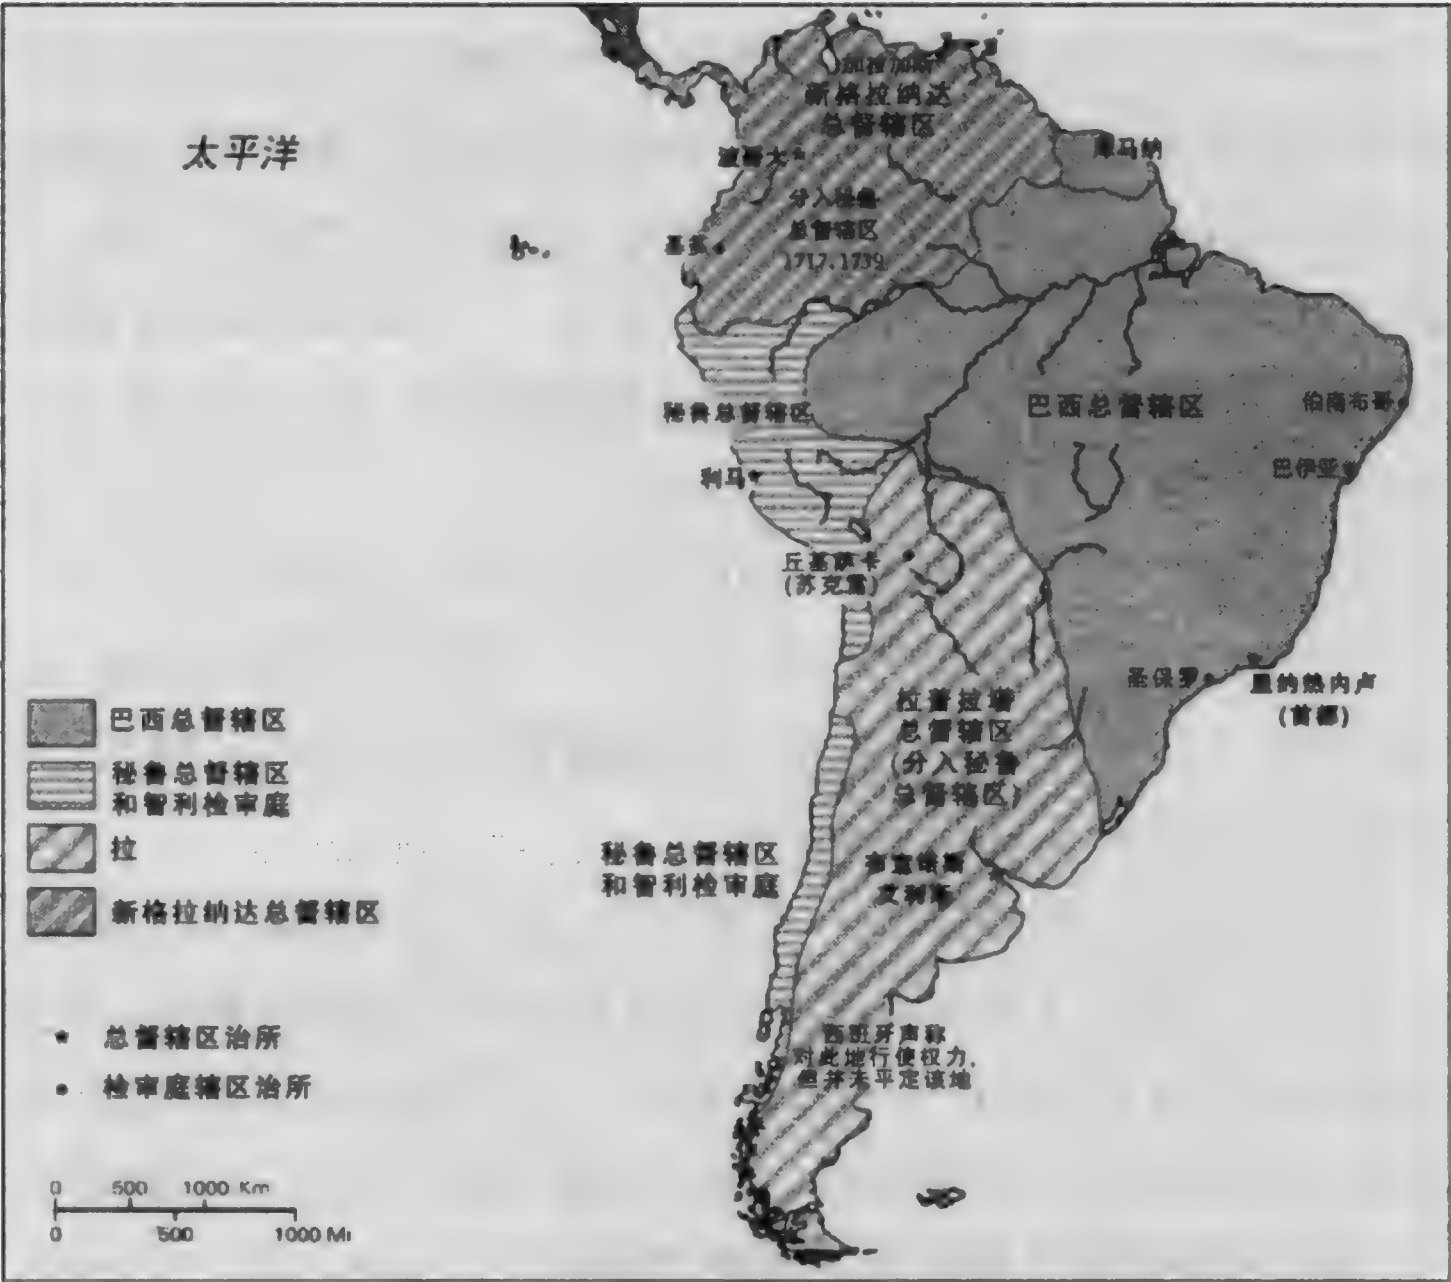 太平洋
加拉加斯
新格拉纳达
总督辖区
波哥大
库马纳
分入秘鲁
总督辖区
1717.1739
基多
秘鲁总督辖区
巴西总督辖区
伯南布哥
巴伊亚
利马
丘基萨卡
(苏克雷)
圣保罗
里约热内卢
(首都)
拉普拉塔
总督辖区
(分入秘鲁
总督辖区)
布宜诺斯
艾利斯
秘鲁总督辖区
和智利检审庭
西班牙声称
对此地行使权力,
但并未平定该地
巴西总督辖区
秘鲁总督辖区
和智利检审庭
拉
新格拉纳达总督辖区
总督辖区治所
检审庭辖区治所
0 500 1000 Km
0 500 1000 Mi